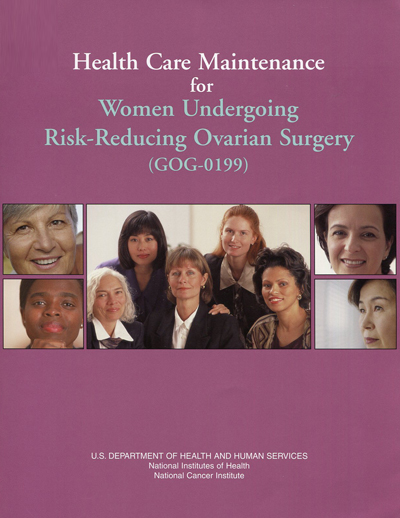 Health Care Maintenance
for
Women Undergoing
Risk-Reducing Ovarian Surgery
(GOG-0199)
U.S. DEPARTMENT OF HEALTH AND HUMAN SERVICES
National Institutes of Health
National Cancer Institute